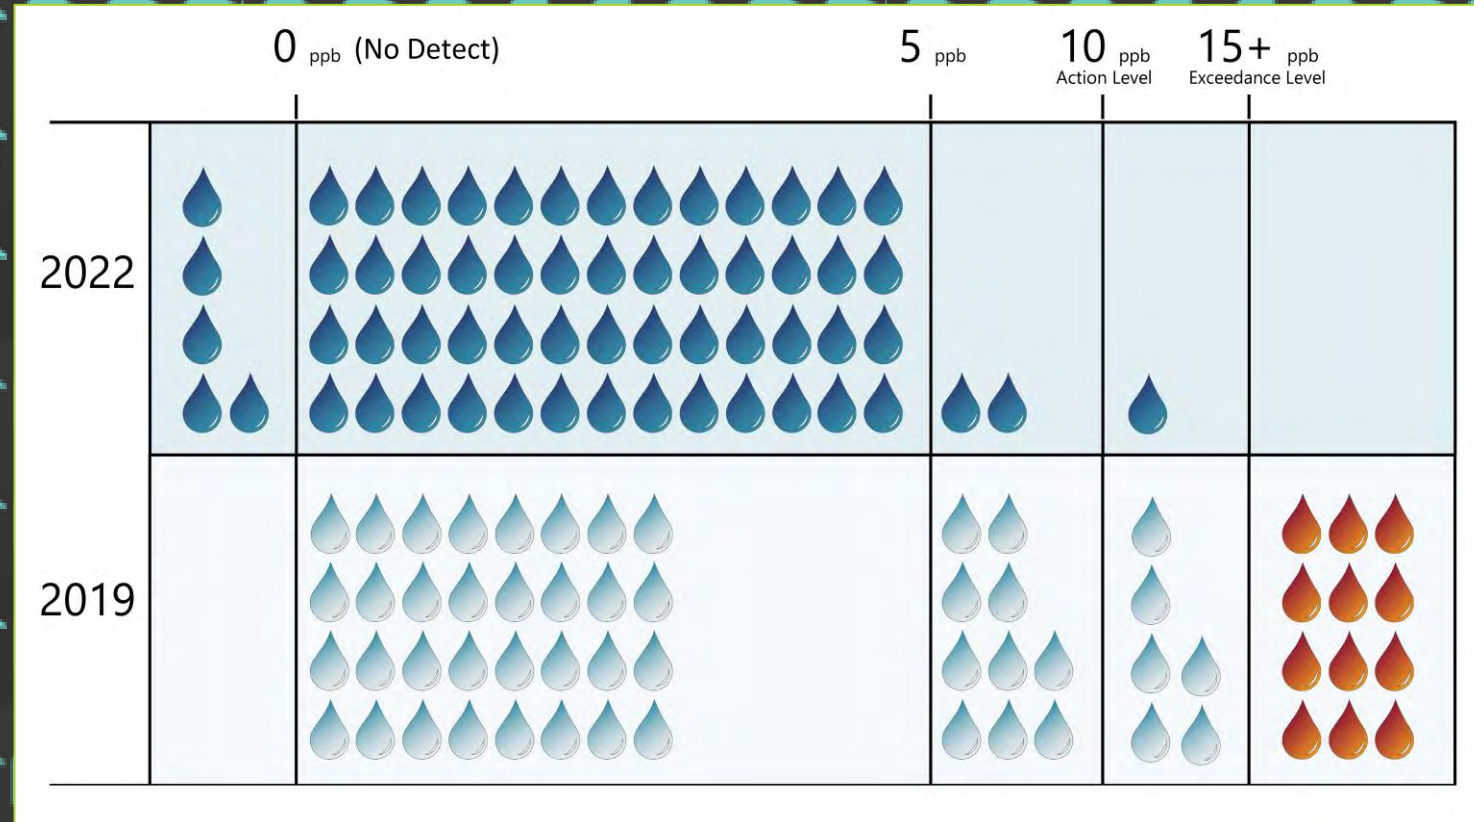 0 ppb (No Detect)
5 ppb
10 ppb
Action Level
15+ ppb
Exceedance Level
2022
2019